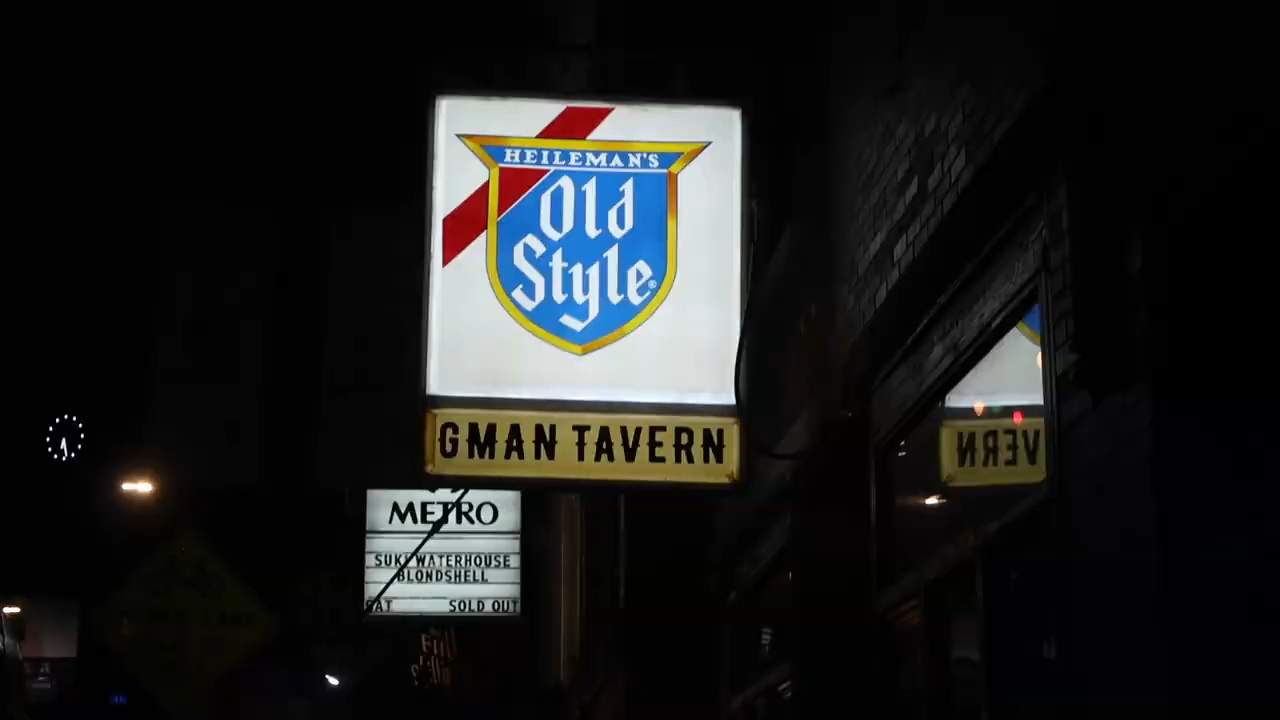 HEILEMAN'S
Old
Style®
GMAN TAVERN
METRO
SUKI WATERHOUSE
BLONDSHELL
SAT SOLD OUT
VERN